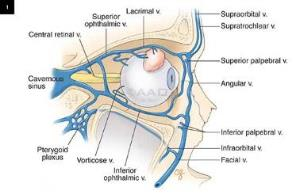 1
Lacrimal v.
Superior
ophthalmic v.
Central retinal v.
Cavernous
sinus
Pterygoid
plexus
Vorticose v.
Inferior
ophthalmic v.
Supraorbital v.
Supratrochlear v.
Superior palpebral v.
Angular v.
Inferior palpebral v.
Infraorbital v.
Facial v.